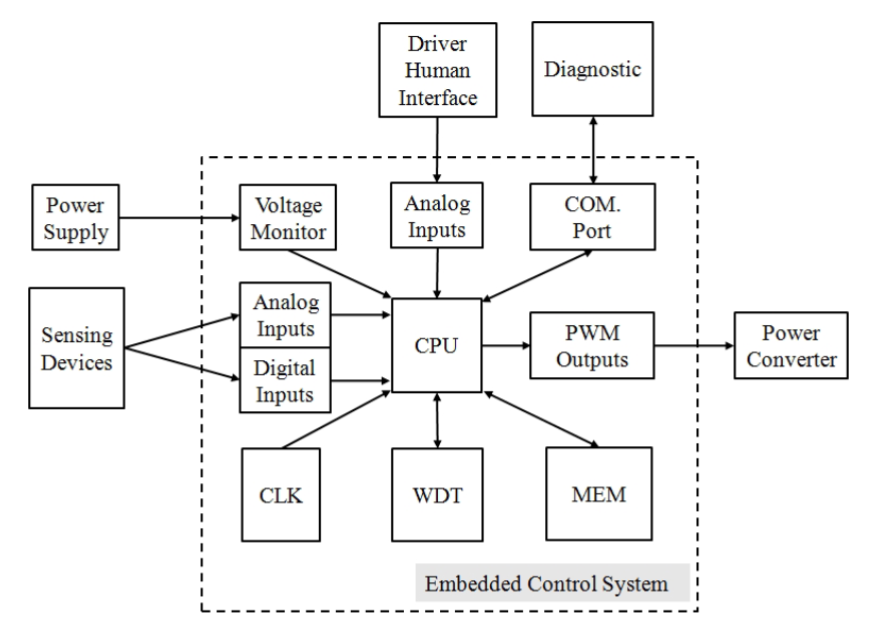 Driver
Human
Interface
Diagnostic
Power
Supply
Voltage
Monitor
Analog
Inputs
COM.
Port
Sensing
Devices
Analog
Inputs
Digital
Inputs
CPU
PWM
Outputs
Power
Converter
CLK
WDT
MEM
Embedded Control System